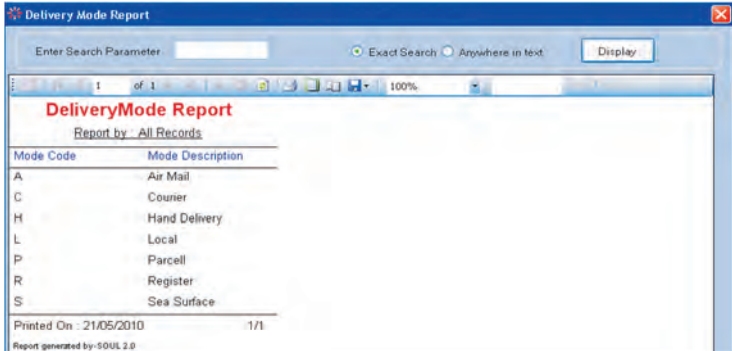 Delivery Mode Report
Enter Search Parameter Exact Search Anywhere in text Display
1 of 1 100%
DeliveryMode Report
Report by : All Records
Mode Code Mode Description
A Air Mail
C Courier
H Hand Delivery
L Local
P Parcell
R Register
S Sea Surface
Printed On : 21/05/2010 1/1
Report generated by-SOUL 2.0